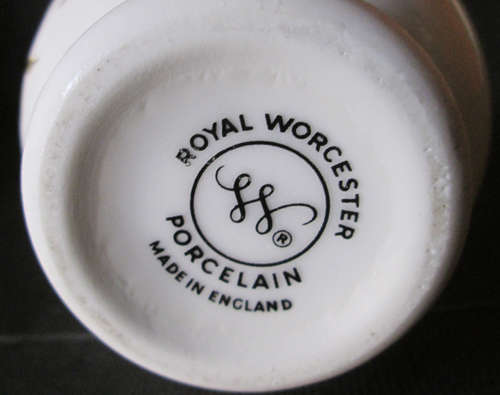 ROYAL WORCESTER
®
PORCELAIN
MADE IN ENGLAND